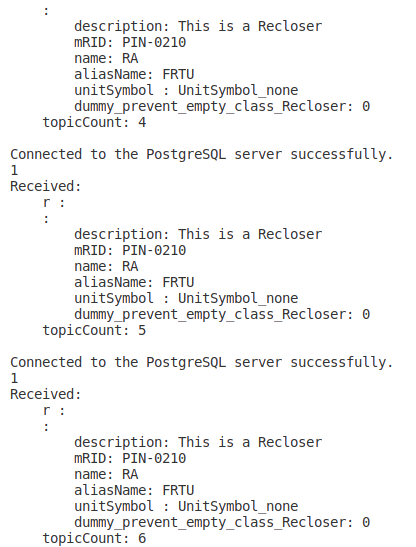 :
        description: This is a Recloser
        mRID: PIN-0210
        name: RA
        aliasName: FRTU
        unitSymbol : UnitSymbol_none
        dummy_prevent_empty_class_Recloser: 0
    topicCount: 4

Connected to the PostgreSQL server successfully.
1
Received:
    r :
    :
        description: This is a Recloser
        mRID: PIN-0210
        name: RA
        aliasName: FRTU
        unitSymbol : UnitSymbol_none
        dummy_prevent_empty_class_Recloser: 0
    topicCount: 5

Connected to the PostgreSQL server successfully.
1
Received:
    r :
    :
        description: This is a Recloser
        mRID: PIN-0210
        name: RA
        aliasName: FRTU
        unitSymbol : UnitSymbol_none
        dummy_prevent_empty_class_Recloser: 0
    topicCount: 6